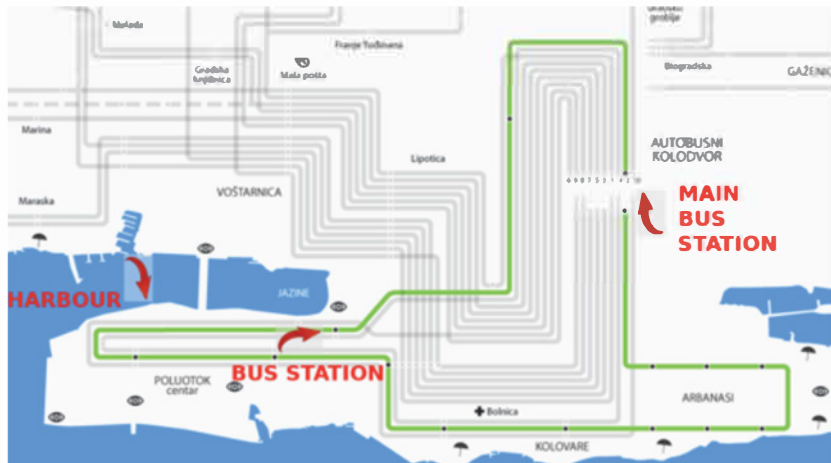 Franje Tuđmana
Gradska
knjižnica
Mala pošta
Biogradska
Marina
Lipotica
AUTOBUSNI
KOLODVOR
VOŠTARNICA
Maraska
MAIN
BUS
STATION
HARBOUR
JAZINE
BUS STATION
POLUOTOK
centar
ARBANASI
Bolnica
KOLOVARE